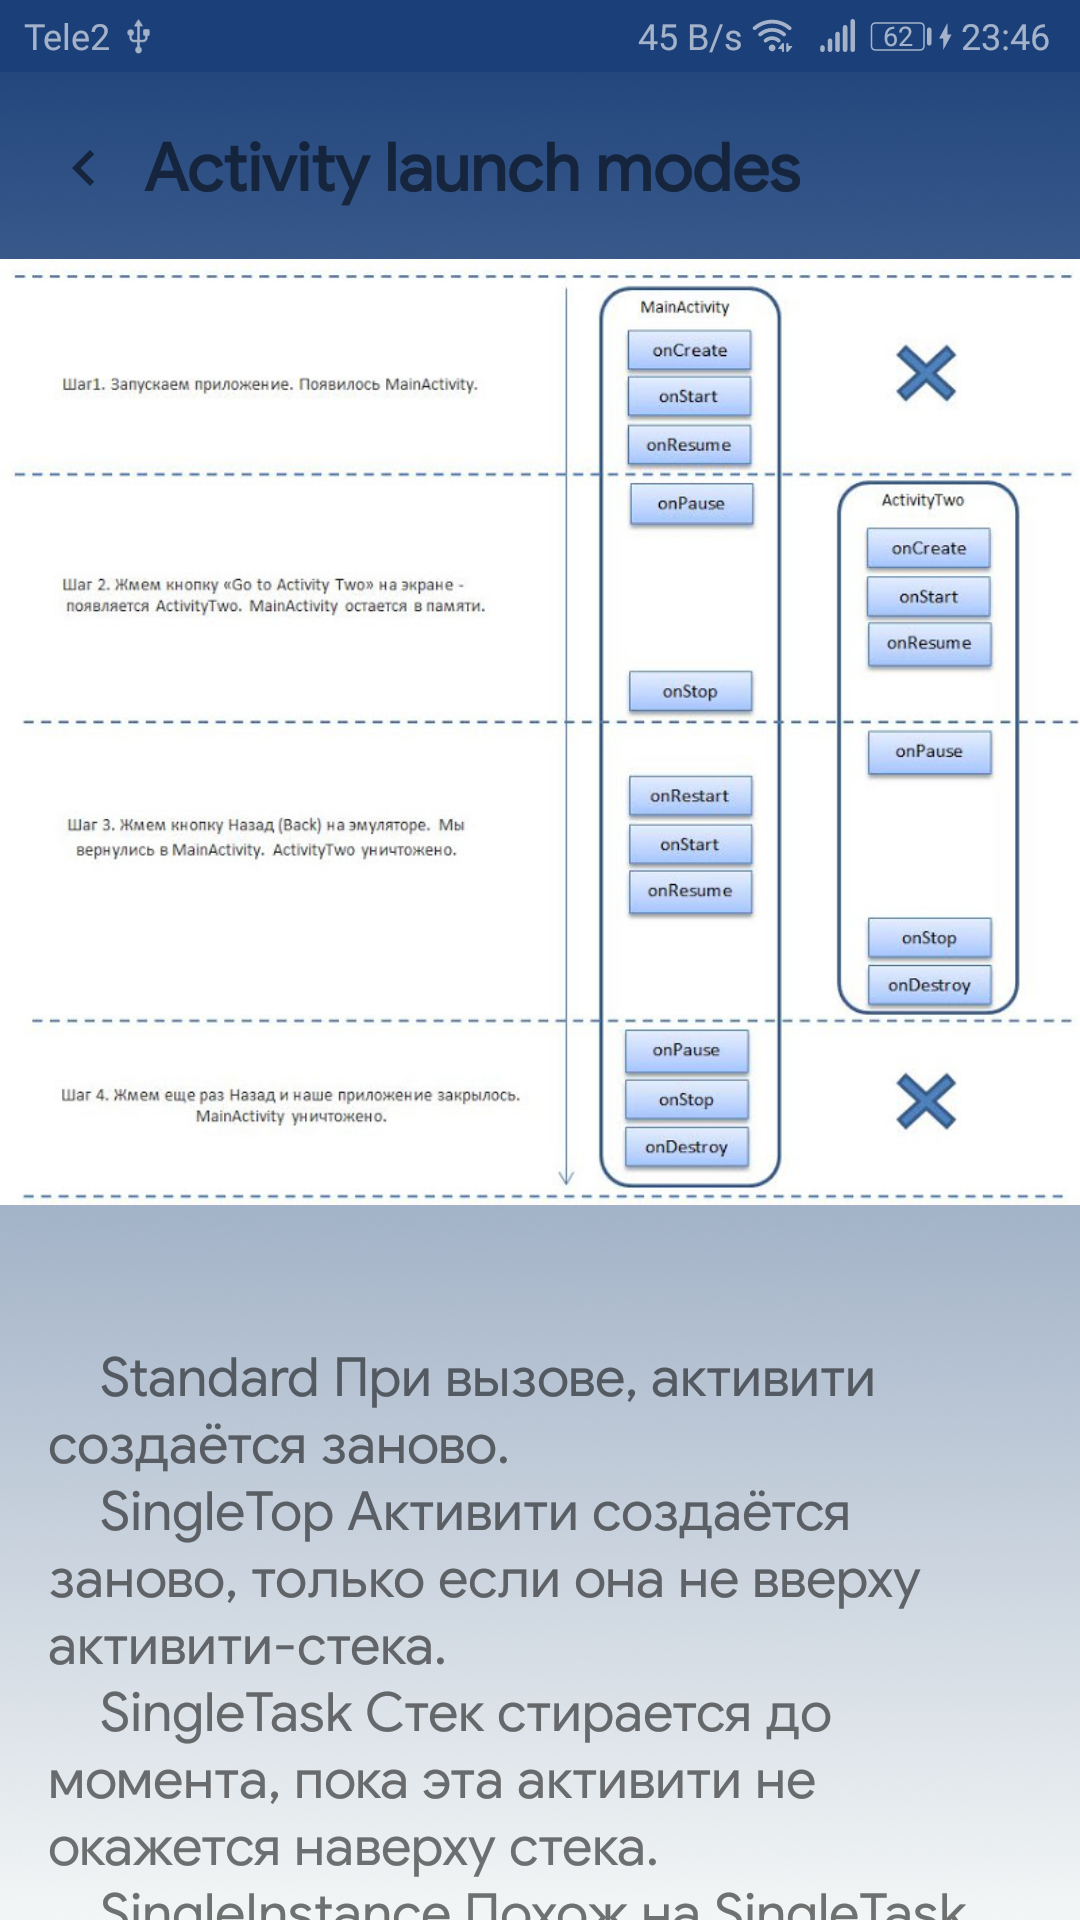 Tele2 45 B/s 62 23:46
Activity launch modes
MainActivity
onCreate
Шаг1. Запускаем приложение. Появилось MainActivity.
onStart
onResume
onPause
ActivityTwo
onCreate
Шаг 2. Жмем кнопку «Go to Activity Two» на экране -
появляется ActivityTwo. MainActivity остается в памяти.
onStart
onResume
onStop
onPause
onRestart
Шаг 3. Жмем кнопку Назад (Back) на эмуляторе. Мы
вернулись в MainActivity. ActivityTwo уничтожено.
onStart
onResume
onStop
onDestroy
onPause
Шаг 4. Жмем еще раз Назад и наше приложение закрылось.
MainActivity уничтожено.
onStop
onDestroy
Standard При вызове, активити
создаётся заново.
SingleTop Активити создаётся
заново, только если она не вверху
активити-стека.
SingleTask Стек стирается до
момента, пока эта активити не
окажется наверху стека.
SingleInstance Похож на SingleTask